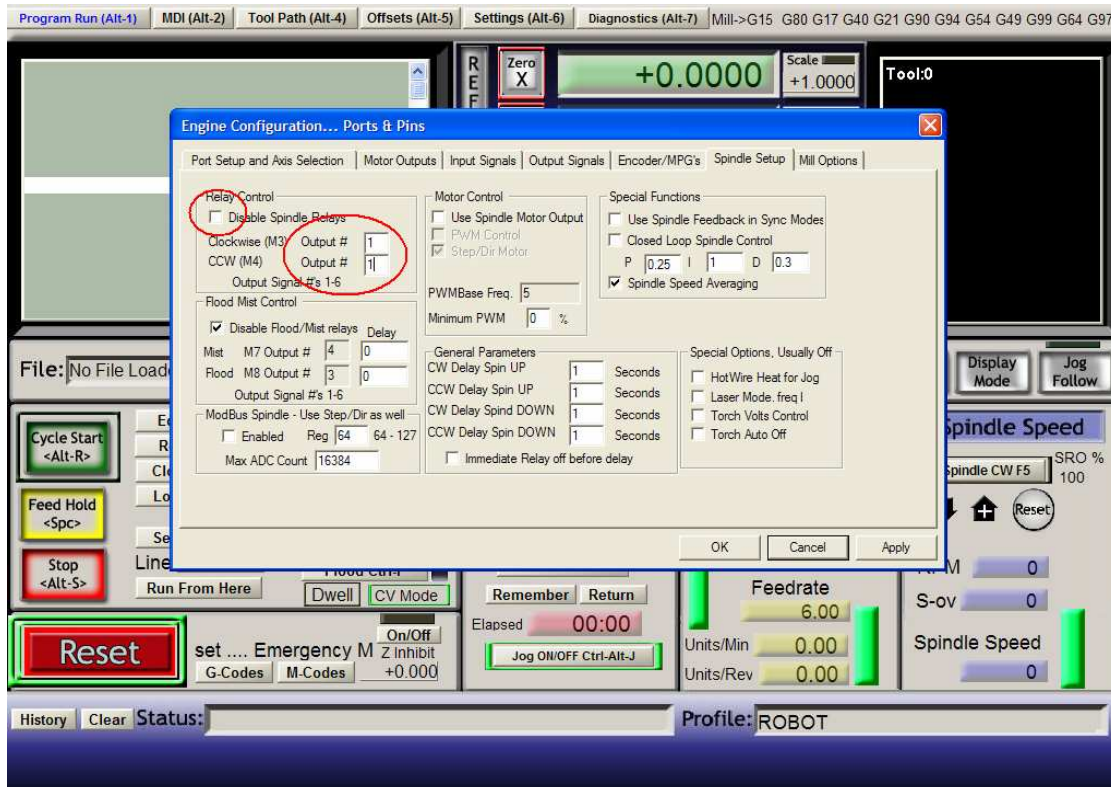 Program Run (Alt-1) MDI (Alt-2) Tool Path (Alt-4) Offsets (Alt-5) Settings (Alt-6) Diagnostics (Alt-7) Mill->G15 G80 G17 G40 G21 G90 G94 G54 G49 G99 G64 G97
R
E
F
Zero
X
+0.0000
Scale
+1.0000
Tool:0
Engine Configuration... Ports & Pins
Port Setup and Axis Selection Motor Outputs Input Signals Output Signals Encoder/MPG's Spindle Setup Mill Options
Relay Control
Disable Spindle Relays
Clockwise (M3) Output # 1
CCW (M4) Output # 1
Output Signal #'s 1-6
Flood Mist Control
Disable Flood/Mist relays Delay
Mist M7 Output # 4 0
Flood M8 Output # 3 0
Output Signal #'s 1-6
ModBus Spindle - Use Step/Dir as well
Enabled Reg 64 64 - 127
Max ADC Count 16384
Motor Control
Use Spindle Motor Output
PWM Control
Step/Dir Motor
PWMBase Freq. 5
Minimum PWM 0 %
General Parameters
CW Delay Spin UP 1 Seconds
CCW Delay Spin UP 1 Seconds
CW Delay Spind DOWN 1 Seconds
CCW Delay Spin DOWN 1 Seconds
Immediate Relay off before delay
Special Functions
Use Spindle Feedback in Sync Modes
Closed Loop Spindle Control
P 0.25 I 1 D 0.3
Spindle Speed Averaging
Special Options, Usually Off
HotWire Heat for Jog
Laser Mode. freq I
Torch Volts Control
Torch Auto Off
OK Cancel Apply
File: No File Load
Display
Mode
Jog
Follow
Cycle Start
<Alt-R>
Feed Hold
<Spc>
Stop
<Alt-S>
Line
Run From Here
Dwell CV Mode
Remember Return
Elapsed 00:00
Jog ON/OFF Ctrl-Alt-J
Feedrate
6.00
Units/Min 0.00
Units/Rev 0.00
Spindle Speed
Spindle CW F5
SRO %
100
Reset
0
S-ov 0
Spindle Speed
0
Reset
set .... Emergency M
On/Off
Z Inhibit
+0.000
G-Codes M-Codes
History Clear Status:
Profile: ROBOT